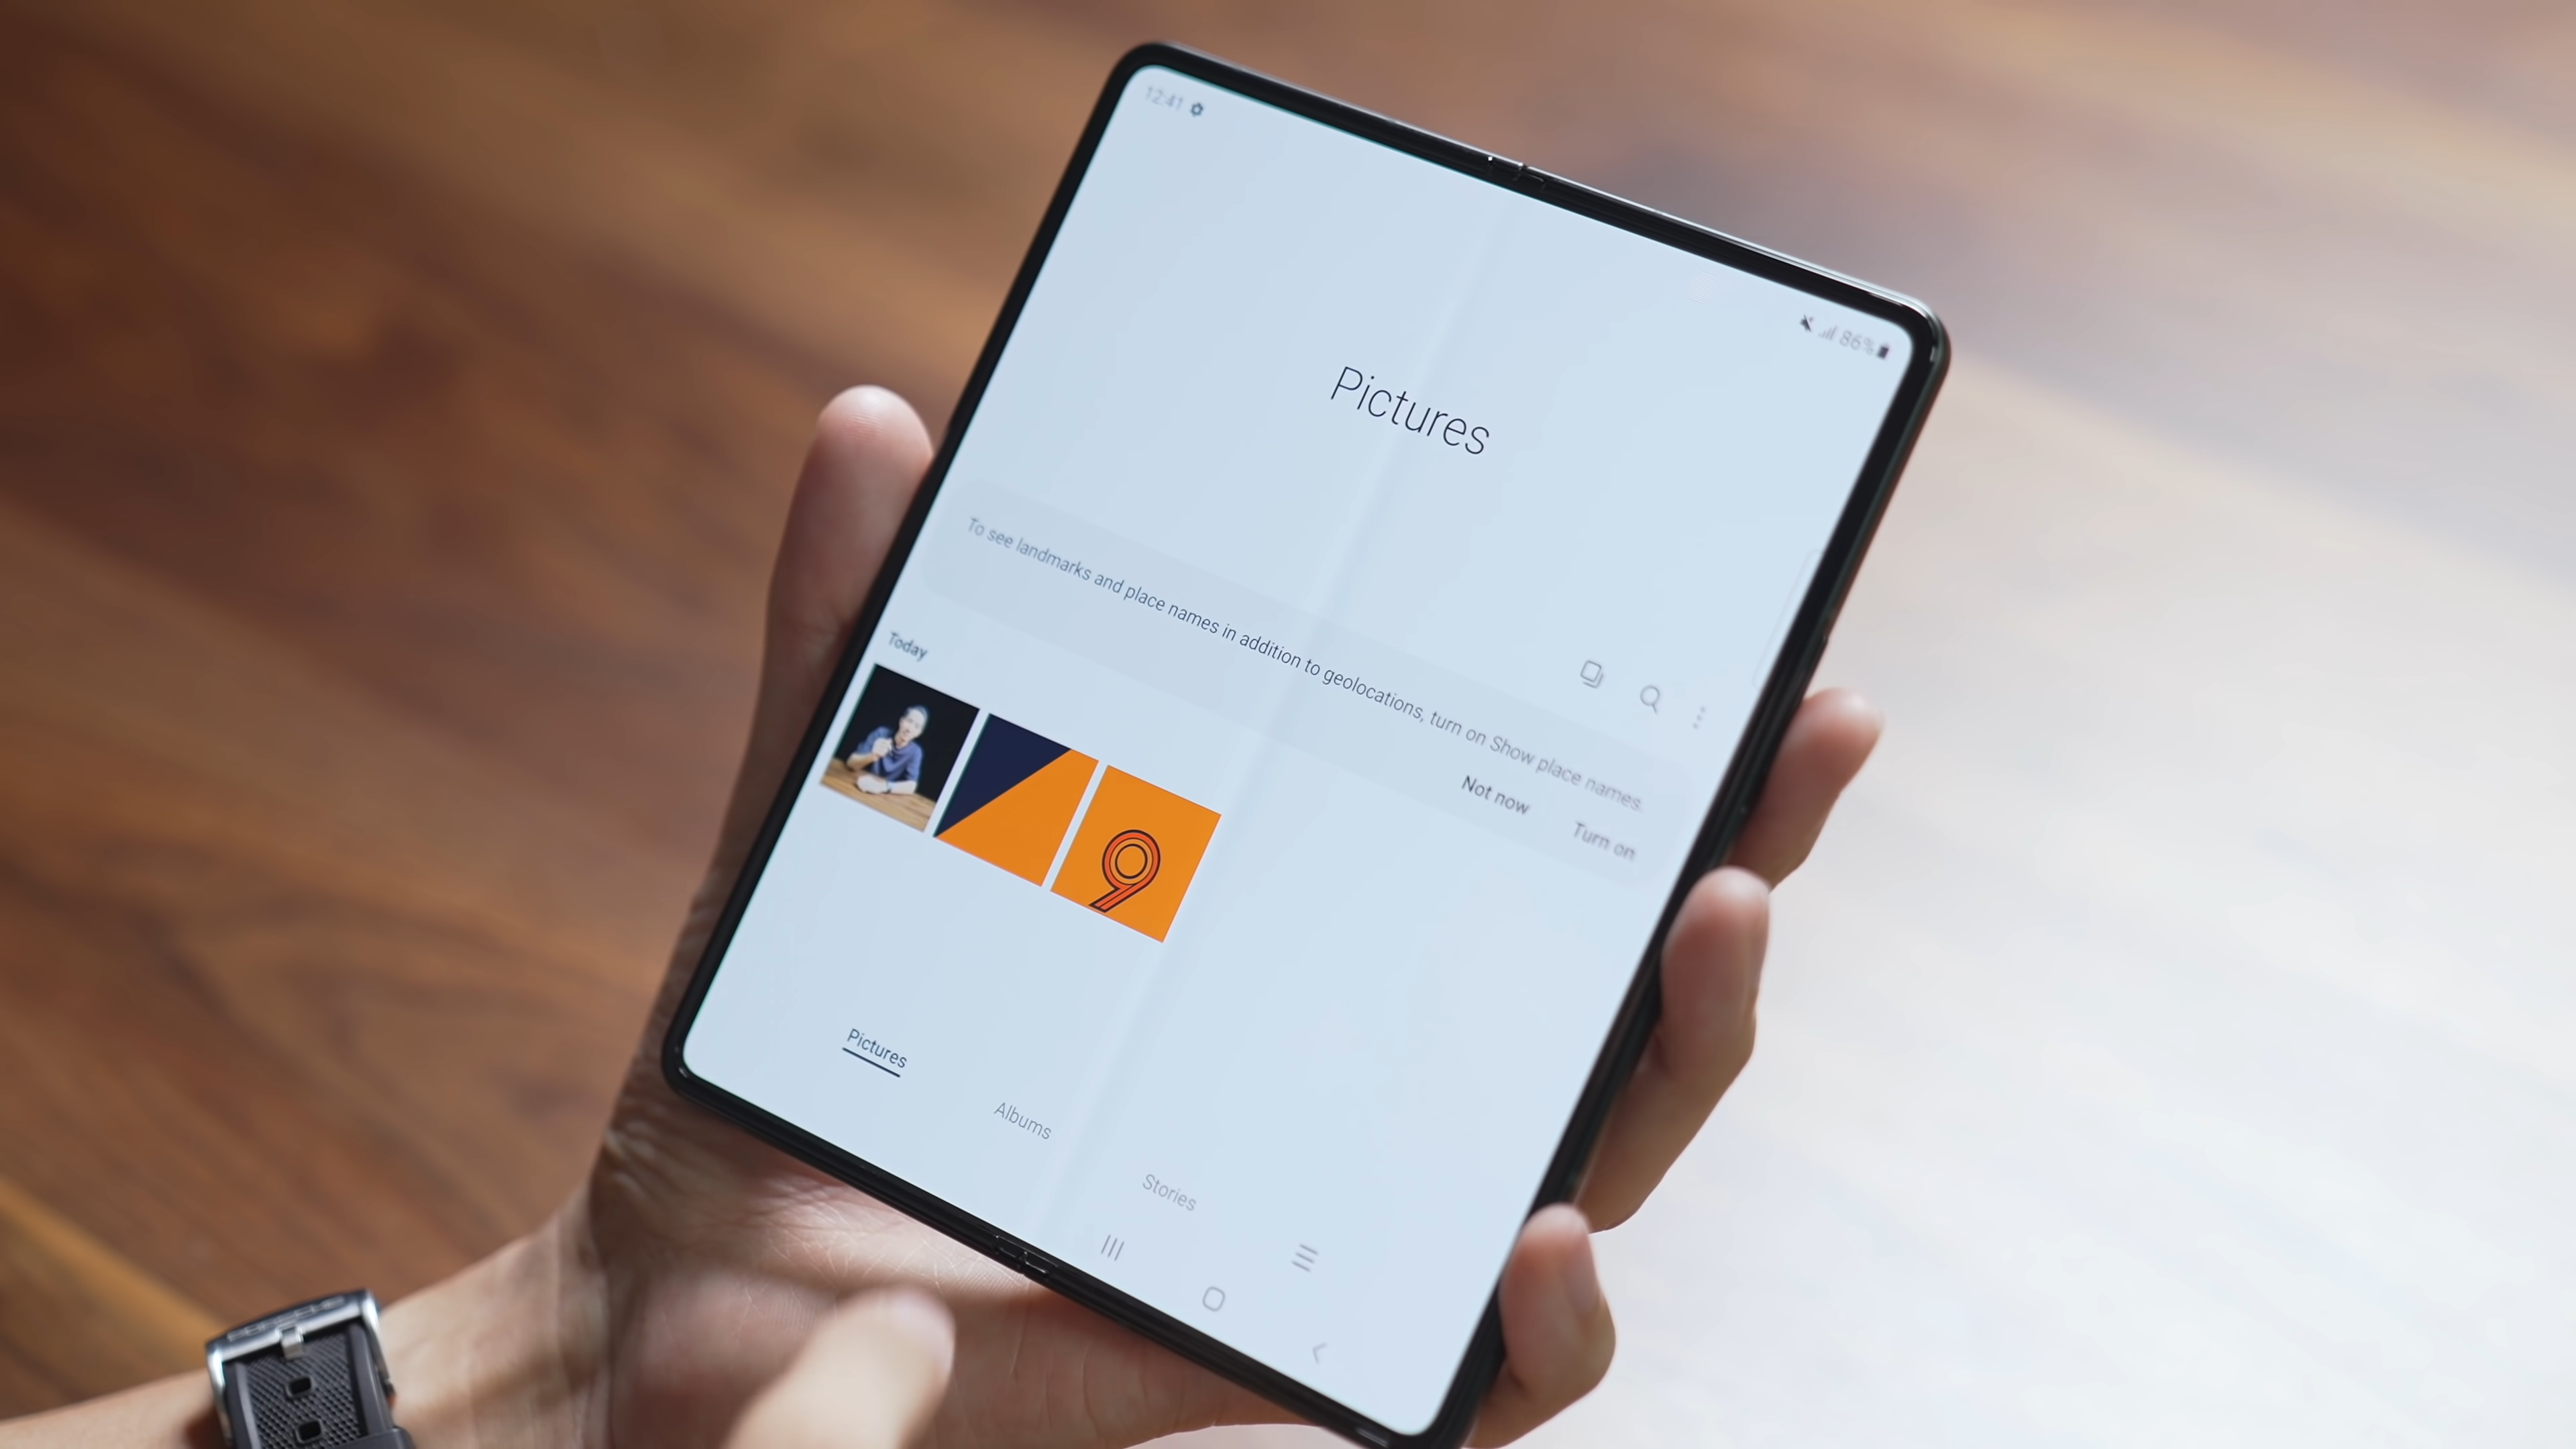 12:41
86%
Pictures
To see landmarks and place names in addition to geolocations, turn on Show place names.
Not now Turn on
Today
9
Pictures Albums Stories